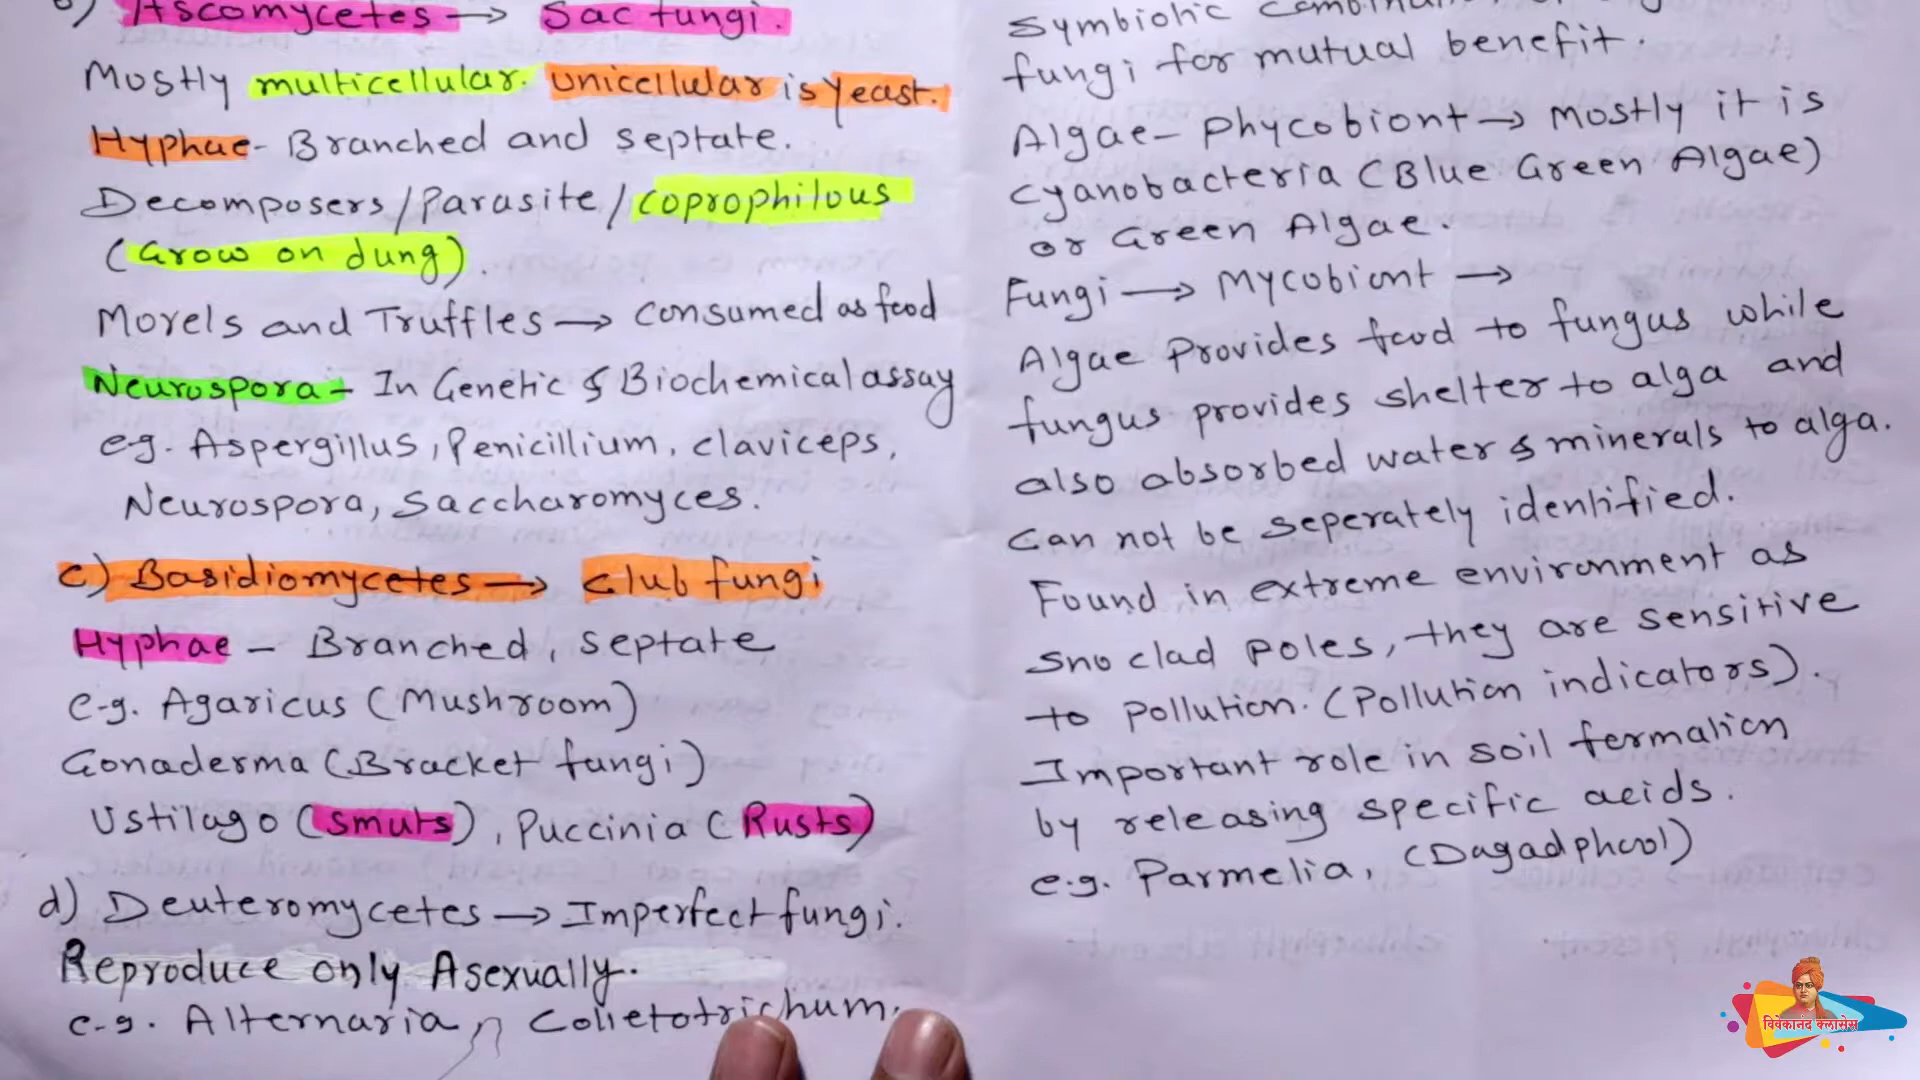 b) Ascomycetes → Sac fungi.
Mostly multicellular. Unicellular is Yeast.
Hyphae - Branched and septate.
Decomposers / Parasite / coprophilous
(Grow on dung).
Morels and Truffles → consumed as food
Neurospora - In Genetic & Biochemical assay
e.g. Aspergillus, Penicillium, claviceps,
Neurospora, Saccharomyces.
c) Basidiomycetes → club fungi
Hyphae - Branched, septate
e.g. Agaricus (Mushroom)
Gonaderma (Bracket fungi)
Ustilago (smuts), Puccinia (Rusts)
d) Deuteromycetes → Imperfect fungi.
Reproduce only Asexually.
e.g. Alternaria, Colletotrichum.
Symbiotic
fungi for mutual benefit.
Algae - Phycobiont → mostly it is
cyanobacteria (Blue Green Algae)
or Green Algae.
Fungi → Mycobiont →
Algae Provides food to fungus while
fungus provides shelter to alga and
also absorbed water & minerals to alga.
can not be seperately identified.
Found in extreme environment as
sno clad poles, they are sensitive
to pollution. (Pollution indicators).
Important role in soil formation
by releasing specific acids.
e.g. Parmelia, (Dagadphool)
विवेकानंद क्लासेस